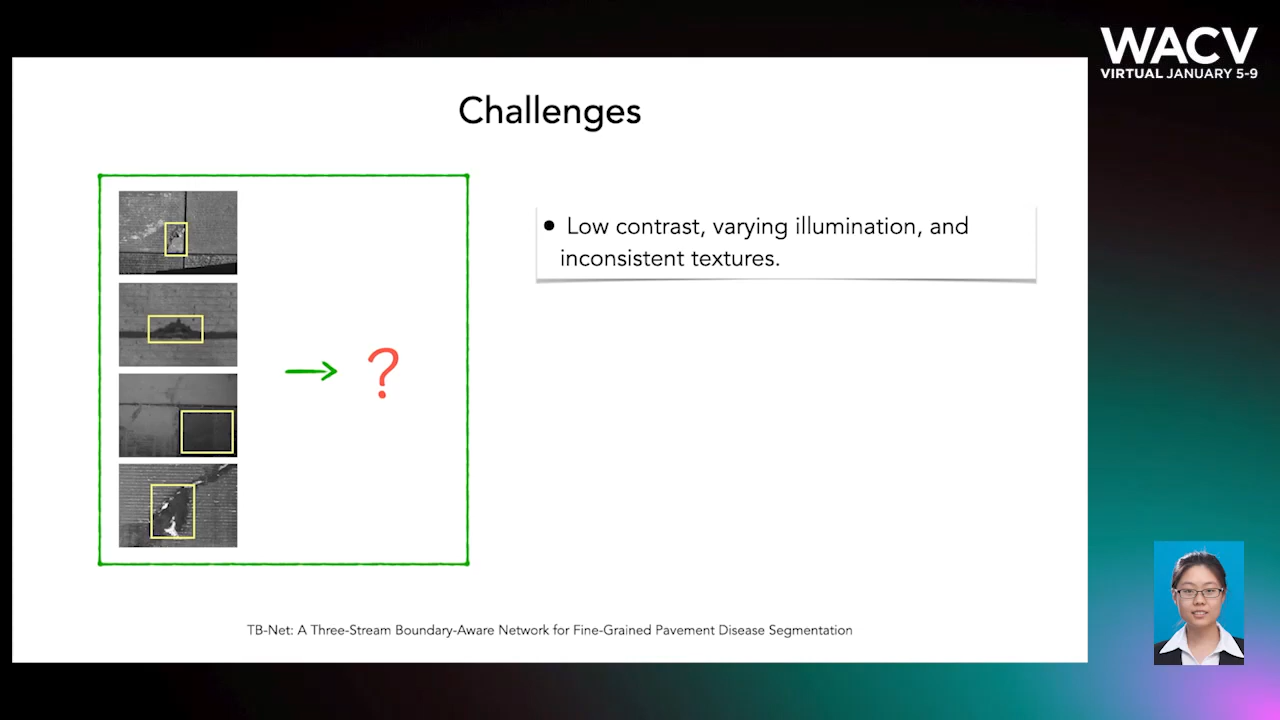 WACV
VIRTUAL JANUARY 5-9
Challenges
• Low contrast, varying illumination, and
inconsistent textures.
?
TB-Net: A Three-Stream Boundary-Aware Network for Fine-Grained Pavement Disease Segmentation